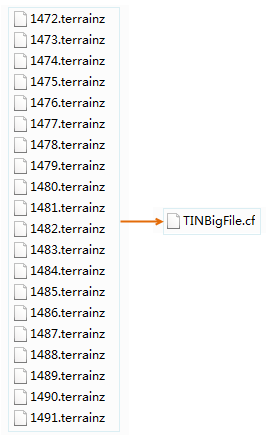 1472.terrainz
1473.terrainz
1474.terrainz
1475.terrainz
1476.terrainz
1477.terrainz
1478.terrainz
1479.terrainz
1480.terrainz
1481.terrainz
1482.terrainz
1483.terrainz
1484.terrainz
1485.terrainz
1486.terrainz
1487.terrainz
1488.terrainz
1489.terrainz
1490.terrainz
1491.terrainz
TINBigFile.cf